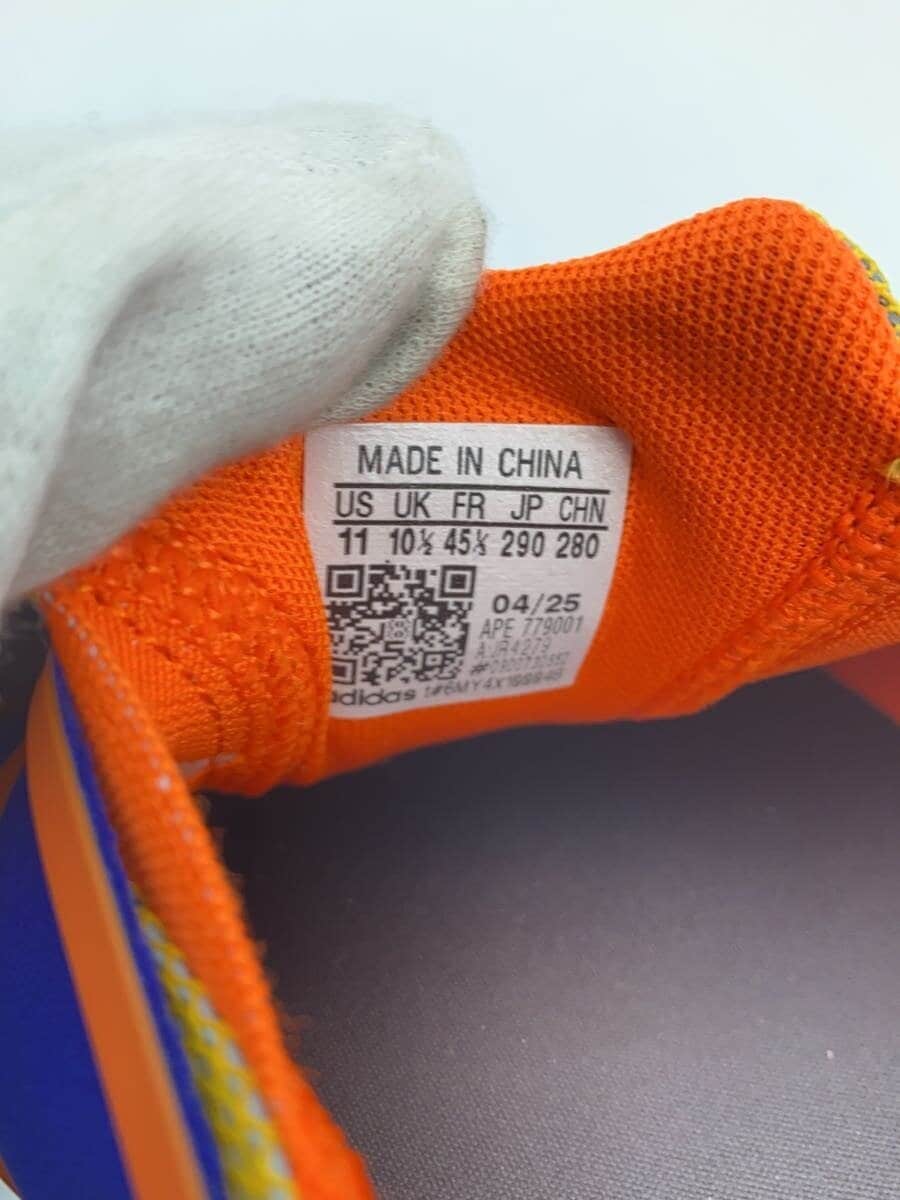 MADE IN CHINA
US UK FR JP CHN
11 10½ 45⅓ 290 280
04/25
APE 779001
adidas